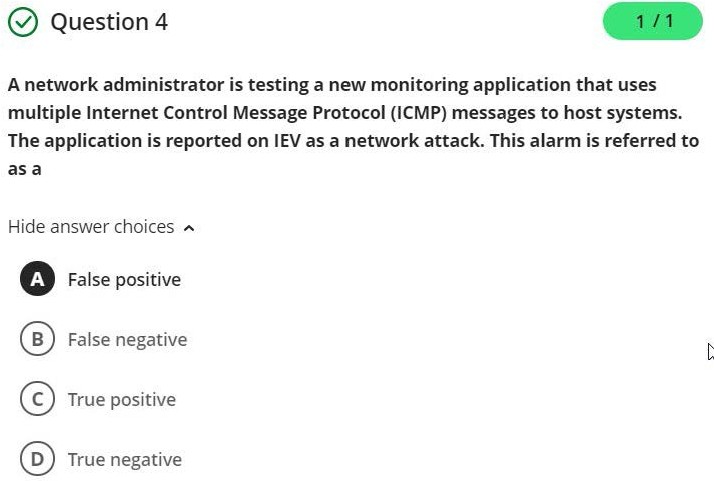 Question 4
1 / 1
A network administrator is testing a new monitoring application that uses
multiple Internet Control Message Protocol (ICMP) messages to host systems.
The application is reported on IEV as a network attack. This alarm is referred to
as a
Hide answer choices
A False positive
B False negative
C True positive
D True negative